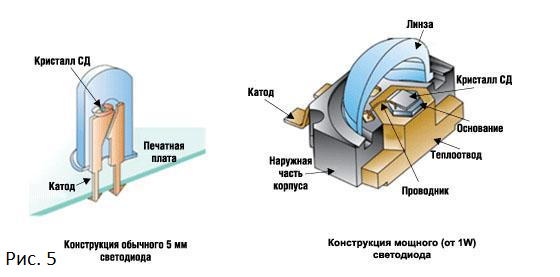 Кристалл СД
Печатная
плата
Катод
Конструкция обычного 5 мм
светодиода
Рис. 5
Линза
Кристалл СД
Катод
Основание
Теплоотвод
Наружная
часть
корпуса
Проводник
Конструкция мощного (от 1W)
светодиода